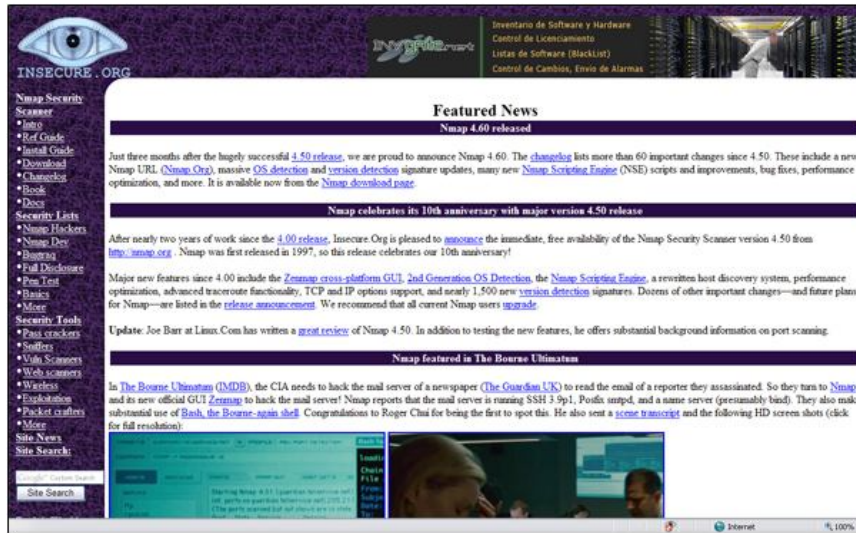 INSECURE.ORG
Inventario de Software y Hardware
Control de Licenciamiento
Listas de Software (BlackList)
Control de Cambios, Envio de Alarmas
Nmap Security
Scanner
•Intro
•Ref Guide
•Install Guide
•Download
•Changelog
•Book
•Docs
Security Lists
•Nmap Hackers
•Nmap Dev
•Bugtraq
•Full Disclosure
•Pen Test
•Basics
•More
Security Tools
•Pass crackers
•Sniffers
•Vuln Scanners
•Web scanners
•Wireless
•Exploitation
•Packet crafters
•More
Site News
Site Search:
Google™ Custom Search
Site Search
Featured News
Nmap 4.60 released
Just three months after the hugely successful 4.50 release, we are proud to announce Nmap 4.60. The changelog lists more than 60 important changes since 4.50. These include a new
Nmap URL (Nmap Org), massive OS detection and version detection signature updates, many new Nmap Scripting Engine (NSE) scripts and improvements, bug fixes, performance
optimization, and more. It is available now from the Nmap download page.
Nmap celebrates its 10th anniversary with major version 4.50 release
After nearly two years of work since the 4.00 release, Insecure.Org is pleased to announce the immediate, free availability of the Nmap Security Scanner version 4.50 from
http://nmap.org . Nmap was first released in 1997, so this release celebrates our 10th anniversary!
Major new features since 4.00 include the Zenmap cross-platform GUI, 2nd Generation OS Detection, the Nmap Scripting Engine, a rewritten host discovery system, performance
optimization, advanced traceroute functionality, TCP and IP options support, and nearly 1,500 new version detection signatures. Dozens of other important changes—and future plans
for Nmap—are listed in the release announcement. We recommend that all current Nmap users upgrade.
Update: Joe Barr at Linux.Com has written a great review of Nmap 4.50. In addition to testing the new features, he offers substantial background information on port scanning.
Nmap featured in The Bourne Ultimatum
In The Bourne Ultimatum (IMDB), the CIA needs to hack the mail server of a newspaper (The Guardian UK) to read the email of a reporter they assassinated. So they turn to Nmap
and its new official GUI Zenmap to hack the mail server! Nmap reports that the mail server is running SSH 3.9p1, Posfix smtpd, and a name server (presumably bind). They also mak
substantial use of Bash, the Bourne-again shell. Congratulations to Roger Chui for being the first to spot this. He also sent a scene transcript and the following HD screen shots (click
for full resolution):
Internet
100%